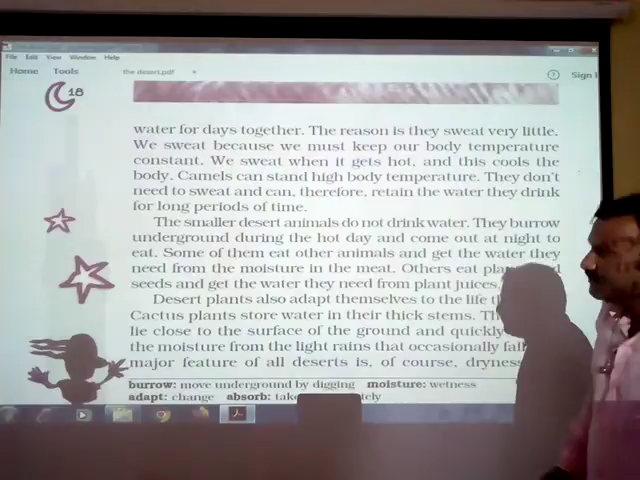 File Edit View Window Help
Home Tools the desert.pdf × ? Sign I
18
water for days together. The reason is they sweat very little.
We sweat because we must keep our body temperature
constant. We sweat when it gets hot, and this cools the
body. Camels can stand high body temperature. They don't
need to sweat and can, therefore, retain the water they drink
for long periods of time.
The smaller desert animals do not drink water. They burrow
underground during the hot day and come out at night to
eat. Some of them eat other animals and get the water they
need from the moisture in the meat. Others eat
seeds and get the water they need from plant juices.
Desert plants also adapt themselves to the life
Cactus plants store water in their thick stems.
lie close to the surface of the ground and quickly
the moisture from the light rains that occasionally
major feature of all deserts is, of course,
burrow: move underground by digging moisture: wetness
adapt: change absorb: